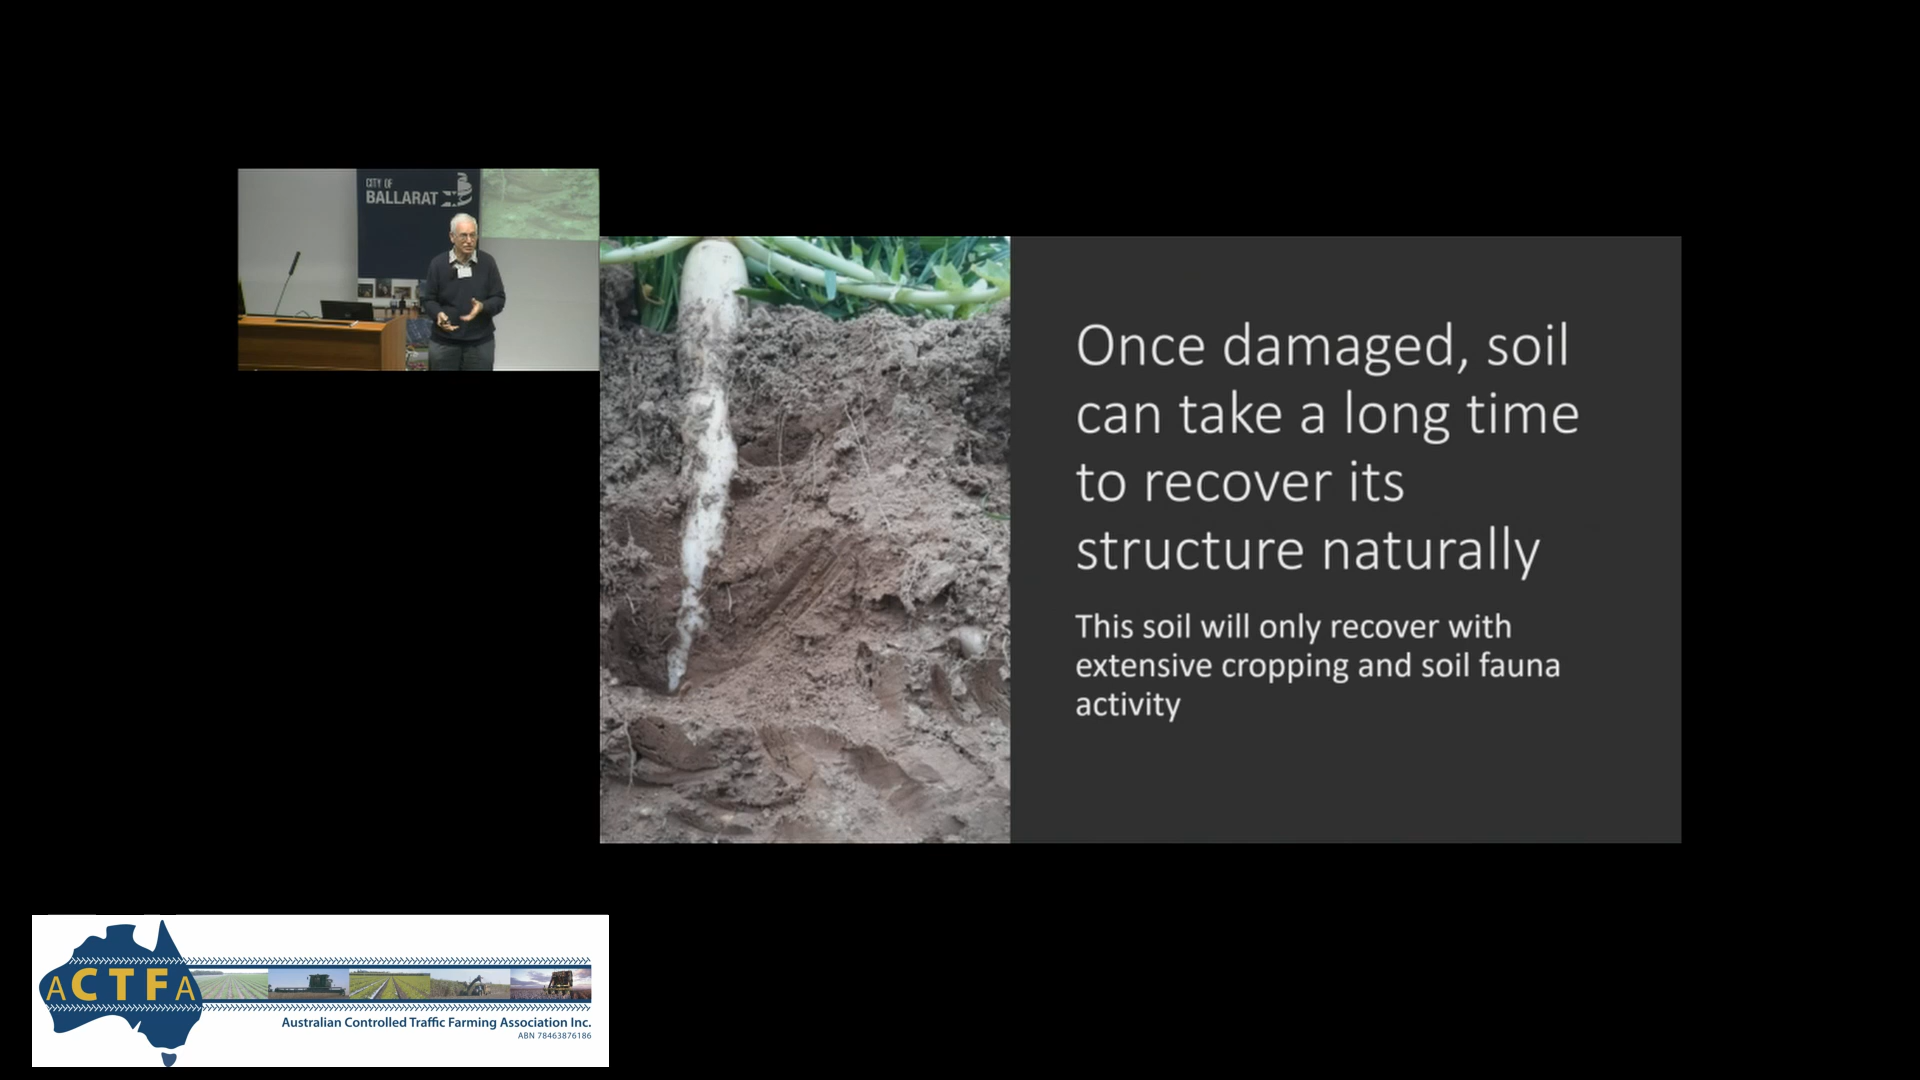 CITY OF
BALLARAT
Once damaged, soil
can take a long time
to recover its
structure naturally
This soil will only recover with
extensive cropping and soil fauna
activity
ACTFA
Australian Controlled Traffic Farming Association Inc.
ABN 78463876186